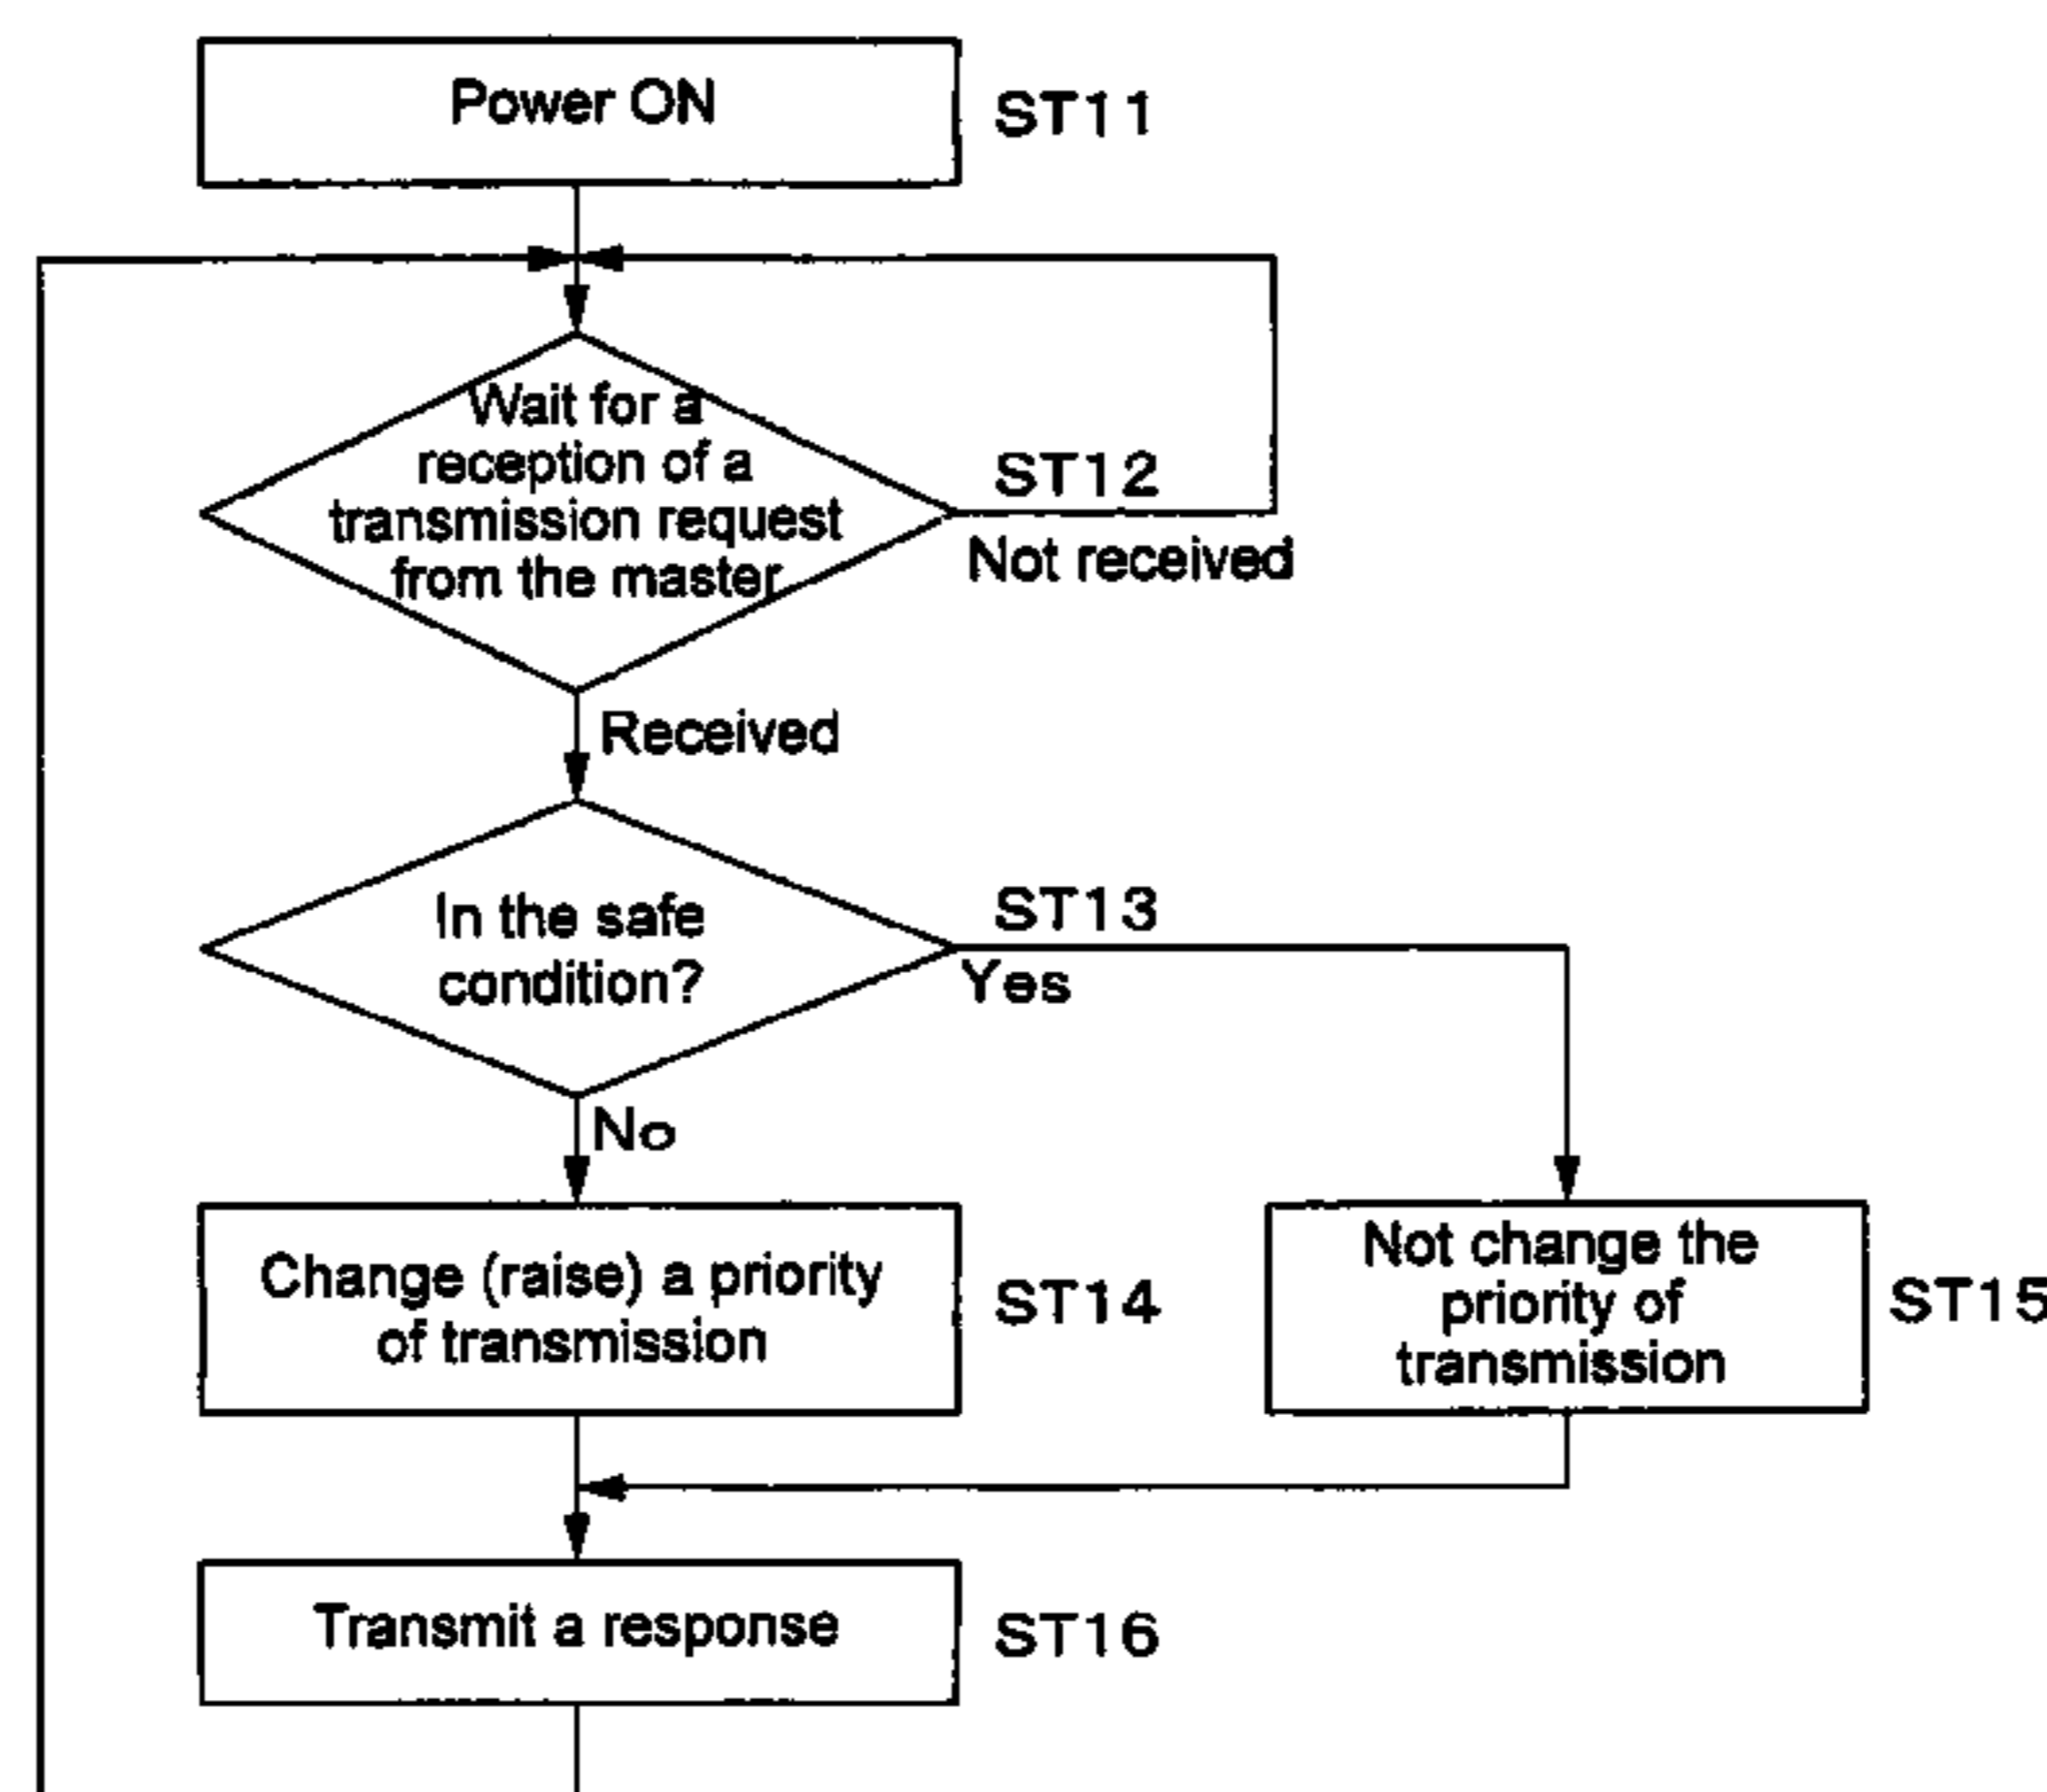 Power ON
ST11
Wait for a
reception of a
transmission request
from the master
ST12
Not received
Received
In the safe
condition?
ST13
Yes
No
Change (raise) a priority
of transmission
ST14
Not change the
priority of
transmission
ST15
Transmit a response
ST16